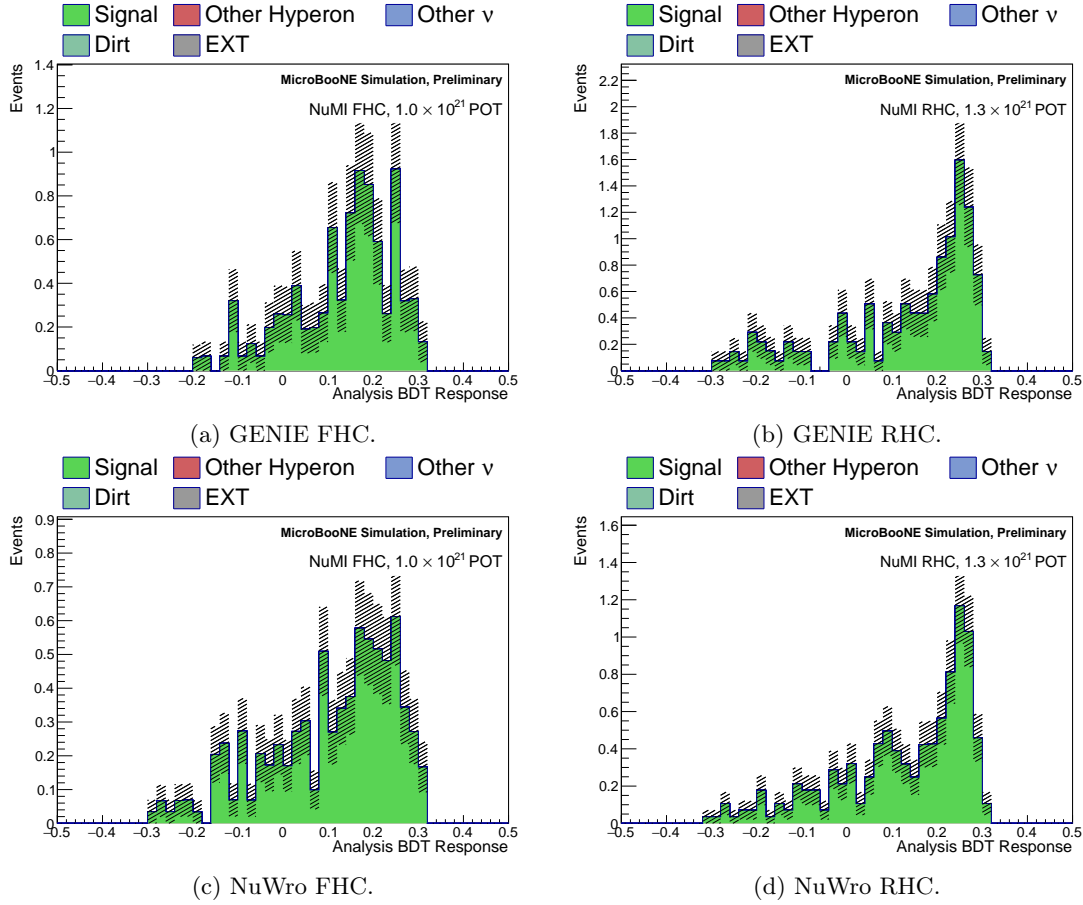 Signal Other Hyperon Other ν
Dirt EXT
Events
1.4
1.2
1
0.8
0.6
0.4
0.2
0
MicroBooNE Simulation, Preliminary
NuMI FHC, 1.0 × 10²¹ POT
−0.5 −0.4 −0.3 −0.2 −0.1 0 0.1 0.2 0.3 0.4 0.5
Analysis BDT Response
(a) GENIE FHC.
Signal Other Hyperon Other ν
Dirt EXT
Events
2.2
2
1.8
1.6
1.4
1.2
1
0.8
0.6
0.4
0.2
0
MicroBooNE Simulation, Preliminary
NuMI RHC, 1.3 × 10²¹ POT
−0.5 −0.4 −0.3 −0.2 −0.1 0 0.1 0.2 0.3 0.4 0.5
Analysis BDT Response
(b) GENIE RHC.
Signal Other Hyperon Other ν
Dirt EXT
Events
0.9
0.8
0.7
0.6
0.5
0.4
0.3
0.2
0.1
0
MicroBooNE Simulation, Preliminary
NuMI FHC, 1.0 × 10²¹ POT
−0.5 −0.4 −0.3 −0.2 −0.1 0 0.1 0.2 0.3 0.4 0.5
Analysis BDT Response
(c) NuWro FHC.
Signal Other Hyperon Other ν
Dirt EXT
Events
1.6
1.4
1.2
1
0.8
0.6
0.4
0.2
0
MicroBooNE Simulation, Preliminary
NuMI RHC, 1.3 × 10²¹ POT
−0.5 −0.4 −0.3 −0.2 −0.1 0 0.1 0.2 0.3 0.4 0.5
Analysis BDT Response
(d) NuWro RHC.